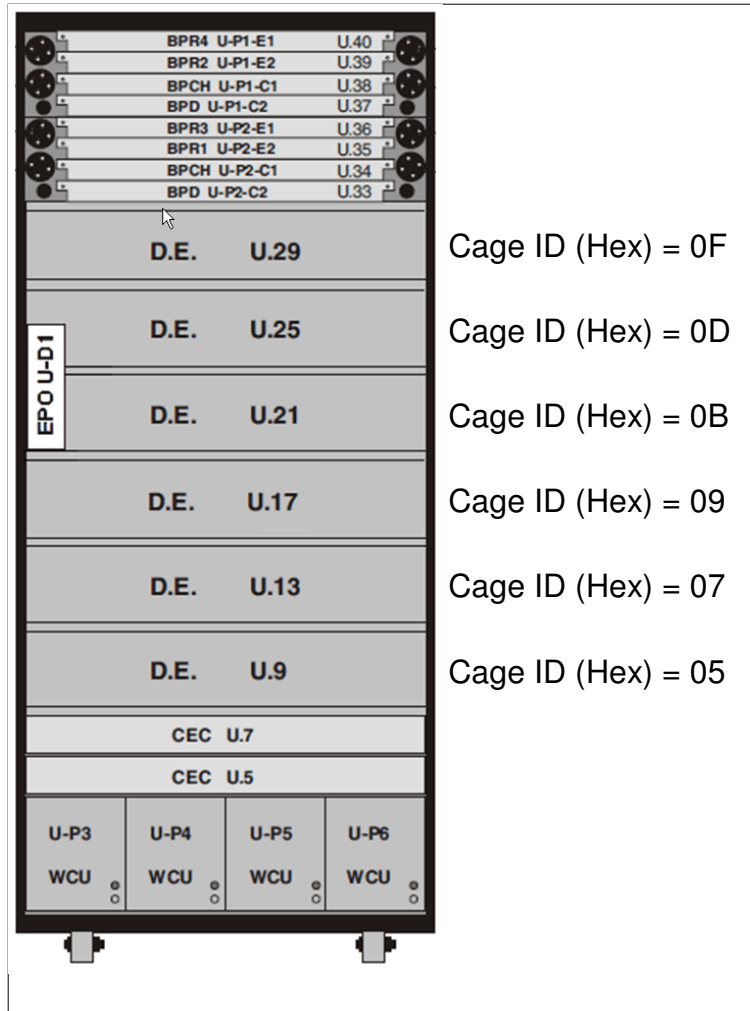 BPR4 U-P1-E1 U.40
BPR2 U-P1-E2 U.39
BPCH U-P1-C1 U.38
BPD U-P1-C2 U.37
BPR3 U-P2-E1 U.36
BPR1 U-P2-E2 U.35
BPCH U-P2-C1 U.34
BPD U-P2-C2 U.33
D.E. U.29 Cage ID (Hex) = 0F
D.E. U.25 Cage ID (Hex) = 0D
EPO U-D1
D.E. U.21 Cage ID (Hex) = 0B
D.E. U.17 Cage ID (Hex) = 09
D.E. U.13 Cage ID (Hex) = 07
D.E. U.9 Cage ID (Hex) = 05
CEC U.7
CEC U.5
U-P3 U-P4 U-P5 U-P6
WCU WCU WCU WCU